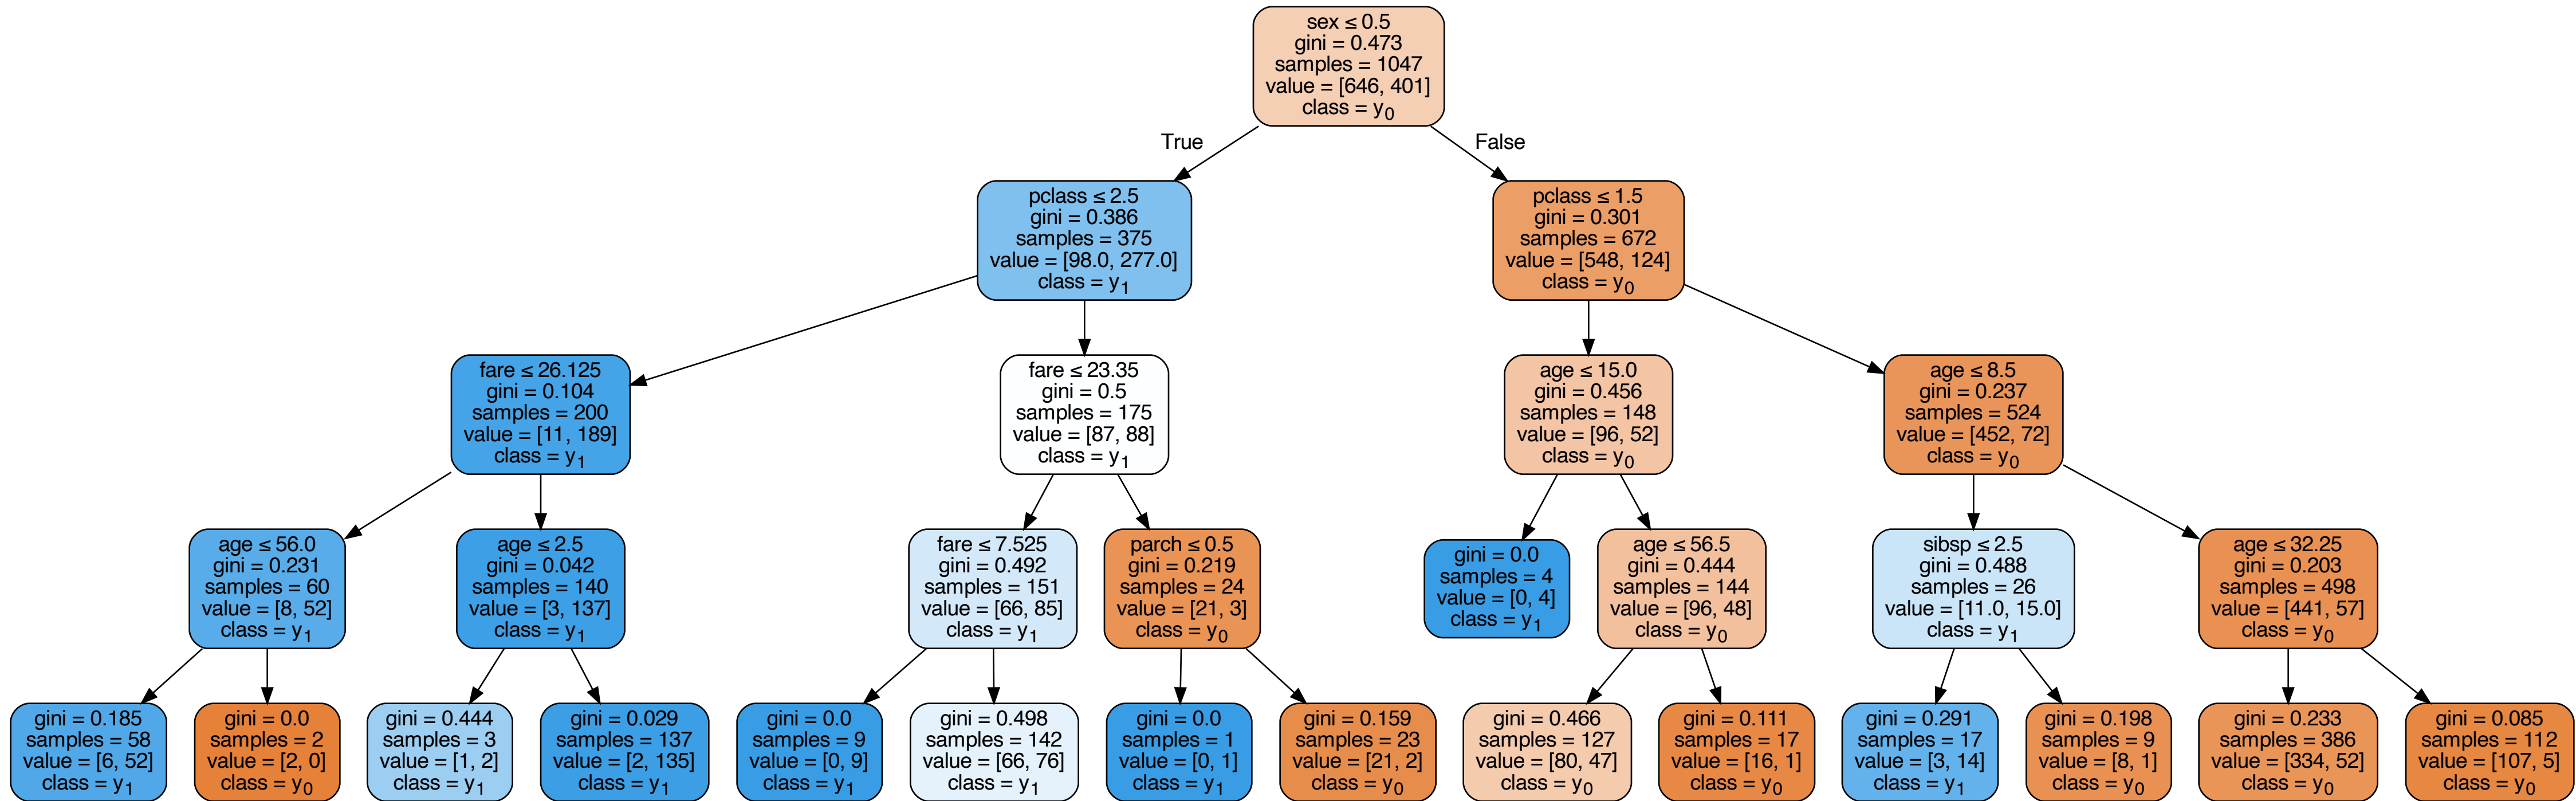 sex ≤ 0.5
gini = 0.473
samples = 1047
value = [646, 401]
class = y0
True
False
pclass ≤ 2.5
gini = 0.386
samples = 375
value = [98.0, 277.0]
class = y1
pclass ≤ 1.5
gini = 0.301
samples = 672
value = [548, 124]
class = y0
fare ≤ 26.125
gini = 0.104
samples = 200
value = [11, 189]
class = y1
fare ≤ 23.35
gini = 0.5
samples = 175
value = [87, 88]
class = y1
age ≤ 15.0
gini = 0.456
samples = 148
value = [96, 52]
class = y0
age ≤ 8.5
gini = 0.237
samples = 524
value = [452, 72]
class = y0
age ≤ 56.0
gini = 0.231
samples = 60
value = [8, 52]
class = y1
age ≤ 2.5
gini = 0.042
samples = 140
value = [3, 137]
class = y1
fare ≤ 7.525
gini = 0.492
samples = 151
value = [66, 85]
class = y1
parch ≤ 0.5
gini = 0.219
samples = 24
value = [21, 3]
class = y0
gini = 0.0
samples = 4
value = [0, 4]
class = y1
age ≤ 56.5
gini = 0.444
samples = 144
value = [96, 48]
class = y0
sibsp ≤ 2.5
gini = 0.488
samples = 26
value = [11.0, 15.0]
class = y1
age ≤ 32.25
gini = 0.203
samples = 498
value = [441, 57]
class = y0
gini = 0.185
samples = 58
value = [6, 52]
class = y1
gini = 0.0
samples = 2
value = [2, 0]
class = y0
gini = 0.444
samples = 3
value = [1, 2]
class = y1
gini = 0.029
samples = 137
value = [2, 135]
class = y1
gini = 0.0
samples = 9
value = [0, 9]
class = y1
gini = 0.498
samples = 142
value = [66, 76]
class = y1
gini = 0.0
samples = 1
value = [0, 1]
class = y1
gini = 0.159
samples = 23
value = [21, 2]
class = y0
gini = 0.466
samples = 127
value = [80, 47]
class = y0
gini = 0.111
samples = 17
value = [16, 1]
class = y0
gini = 0.291
samples = 17
value = [3, 14]
class = y1
gini = 0.198
samples = 9
value = [8, 1]
class = y0
gini = 0.233
samples = 386
value = [334, 52]
class = y0
gini = 0.085
samples = 112
value = [107, 5]
class = y0